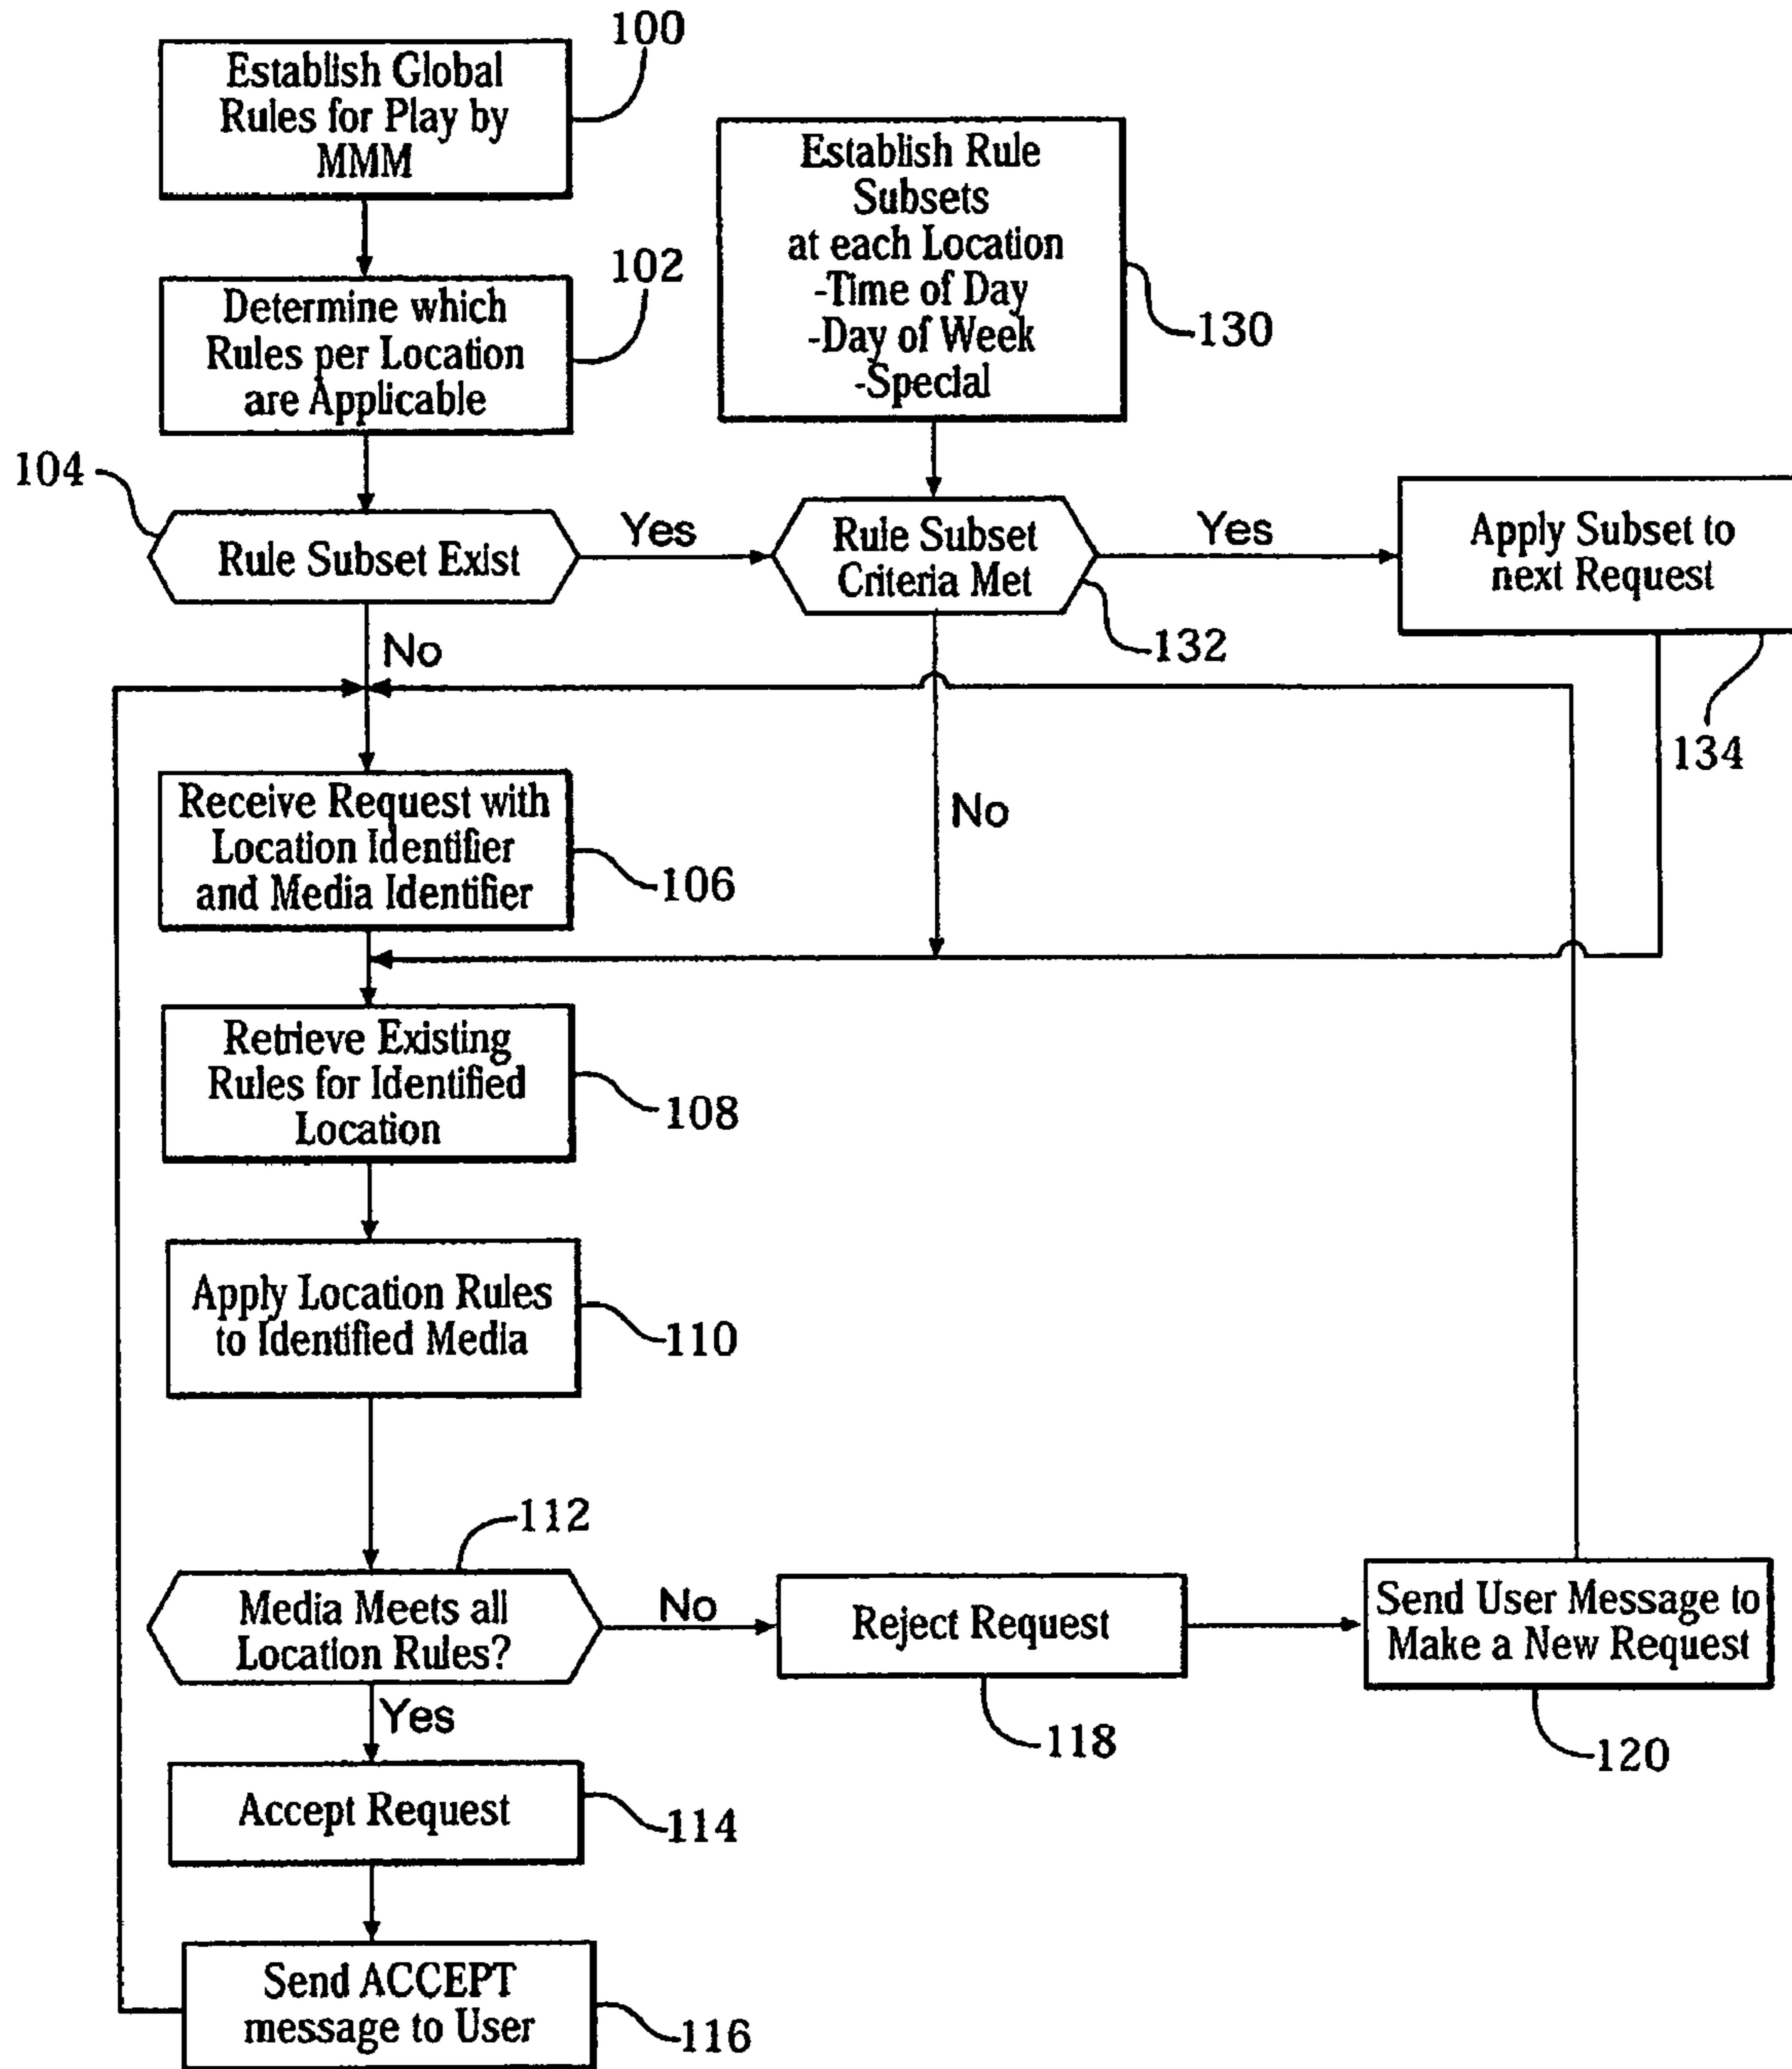 100
Establish Global
Rules for Play by
MMM
Establish Rule
Subsets
at each Location
-Time of Day
-Day of Week
-Special
130
102
Determine which
Rules per Location
are Applicable
104
Rule Subset Exist
Yes
Rule Subset
Criteria Met
132
Yes
Apply Subset to
next Request
134
No
No
Receive Request with
Location Identifier
and Media Identifier
106
Retrieve Existing
Rules for Identified
Location
108
Apply Location Rules
to Identified Media
110
112
Media Meets all
Location Rules?
No
Reject Request
118
Send User Message to
Make a New Request
120
Yes
Accept Request
114
Send ACCEPT
message to User
116